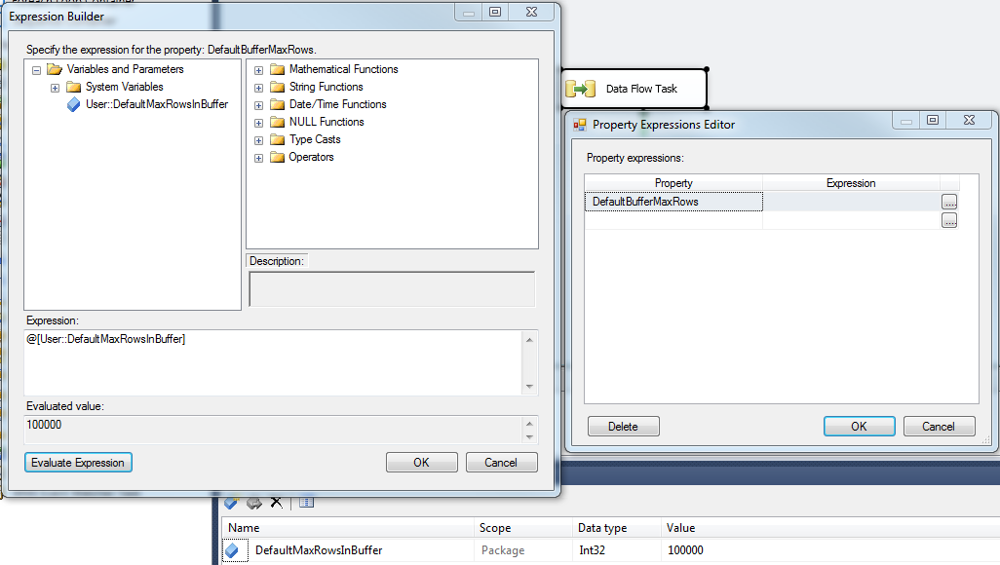 Expression Builder
Specify the expression for the property: DefaultBufferMaxRows.
Variables and Parameters
System Variables
User::DefaultMaxRowsInBuffer
Mathematical Functions
String Functions
Date/Time Functions
NULL Functions
Type Casts
Operators
Description:
Expression:
@[User::DefaultMaxRowsInBuffer]
Evaluated value:
100000
Evaluate Expression
OK
Cancel
Data Flow Task
Property Expressions Editor
Property expressions:
Property Expression
DefaultBufferMaxRows
...
...
Delete
OK
Cancel
Name Scope Data type Value
DefaultMaxRowsInBuffer Package Int32 100000